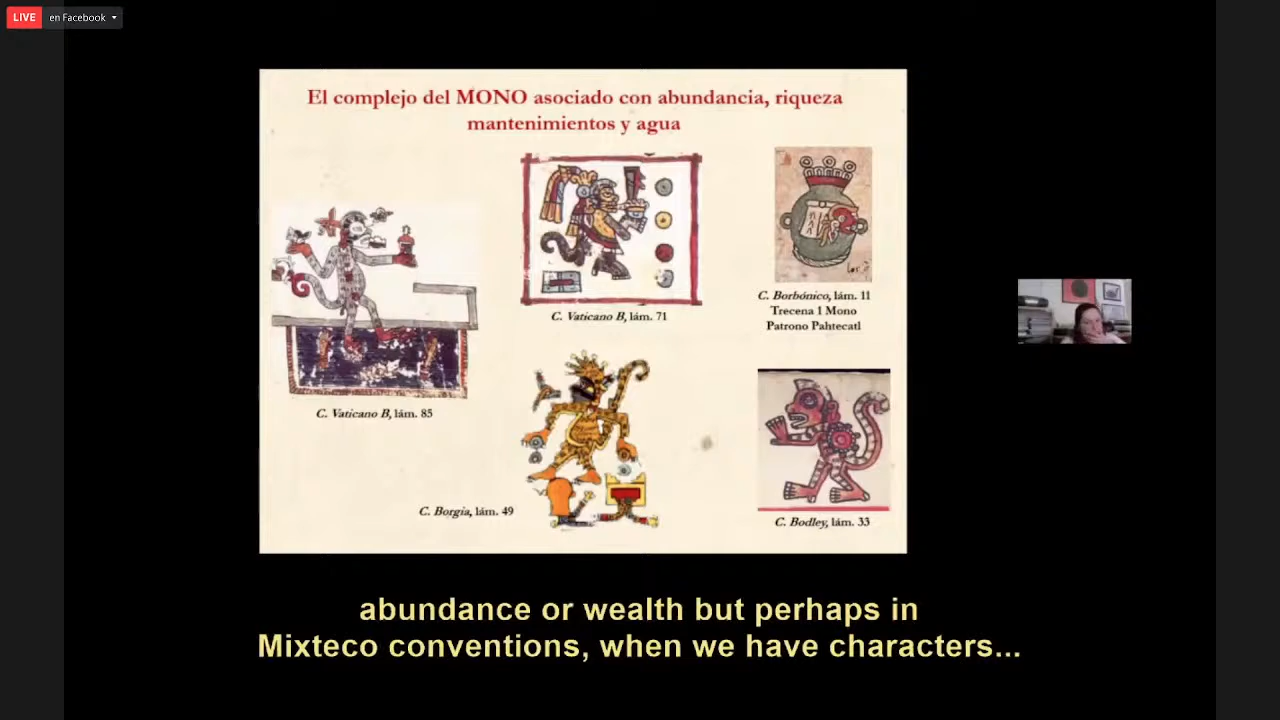 LIVE en Facebook
El complejo del MONO asociado con abundancia, riqueza
mantenimientos y agua
C. Vaticano B, lám. 85
C. Vaticano B, lám. 71
C. Borbónico, lám. 11
Trecena 1 Mono
Patrono Pahtecatl
C. Borgia, lám. 49
C. Bodley, lám. 33
abundance or wealth but perhaps in
Mixteco conventions, when we have characters...